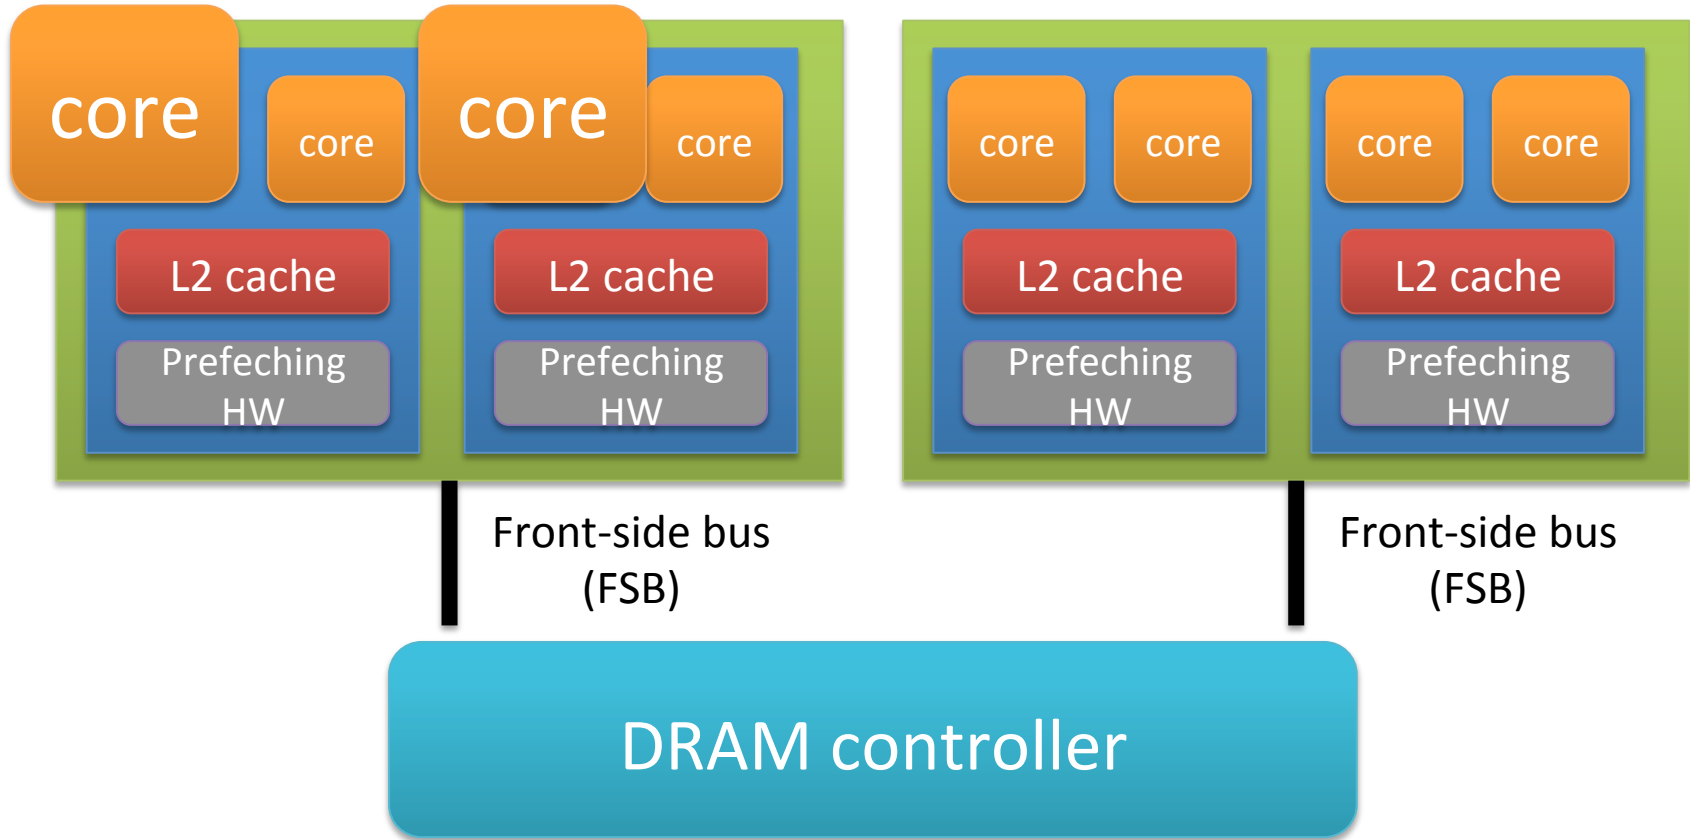 core
core
core
core
core
core
core
core
L2 cache
L2 cache
L2 cache
L2 cache
Prefeching
HW
Prefeching
HW
Prefeching
HW
Prefeching
HW
Front-side bus
(FSB)
Front-side bus
(FSB)
DRAM controller